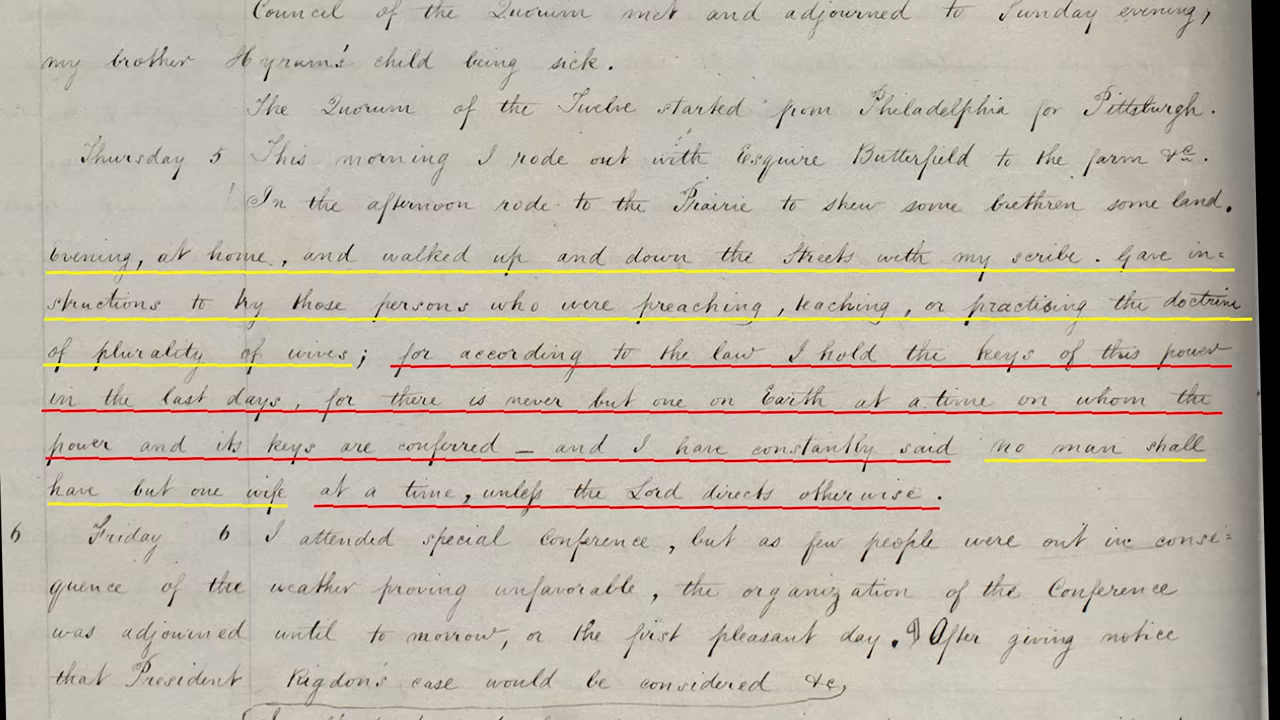 Council of the Quorum met and adjourned to Sunday evening,
my brother Hyrum's child being sick.
The Quorum of the Twelve started from Philadelphia for Pittsburgh.
Thursday 5 This morning I rode out with Esquire Butterfield to the farm &c.
In the afternoon rode to the Prairie to shew some brethren some land.
Evening, at home, and walked up and down the Streets with my scribe. Gave in=
structions to try those persons who were preaching, teaching, or practising the doctrine
of plurality of wives; for according to the law I hold the keys of this power
in the last days, for there is never but one on Earth at a time on whom the
power and its keys are conferred — and I have constantly said no man shall
have but one wife at a time, unless the Lord directs otherwise.
6 Friday 6 I attended special conference, but as few people were out in conse=
quence of the weather proving unfavorable, the organization of the Conference
was adjourned until to morrow, or the first pleasant day. ¶ After giving notice
that President Rigdon's case would be considered &c,